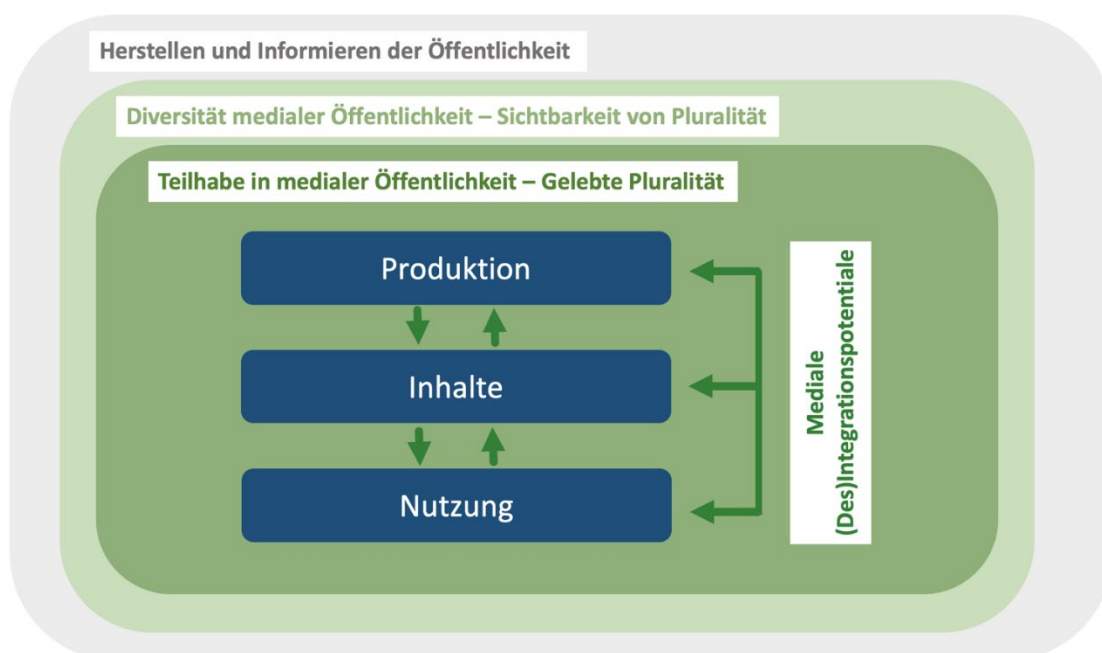 Herstellen und Informieren der Öffentlichkeit
Diversität medialer Öffentlichkeit – Sichtbarkeit von Pluralität
Teilhabe in medialer Öffentlichkeit – Gelebte Pluralität
Produktion
Inhalte
Nutzung
Mediale
(Des)Integrationspotentiale